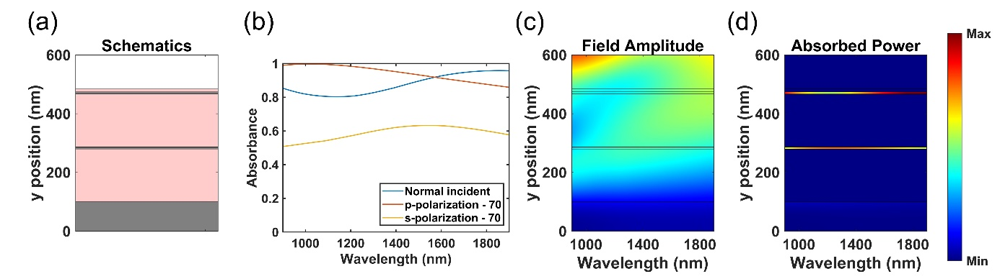 (a)
Schematics
600
400
200
0
y position (nm)
(b)
1
0.8
0.6
0.4
0.2
0
Absorbance
Normal incident
p-polarization - 70
s-polarization - 70
1000 1200 1400 1600 1800
Wavelength (nm)
(c)
Field Amplitude
600
400
200
0
y position (nm)
1000 1400 1800
Wavelength (nm)
(d)
Absorbed Power
600
400
200
0
y position (nm)
1000 1400 1800
Wavelength (nm)
Max
Min